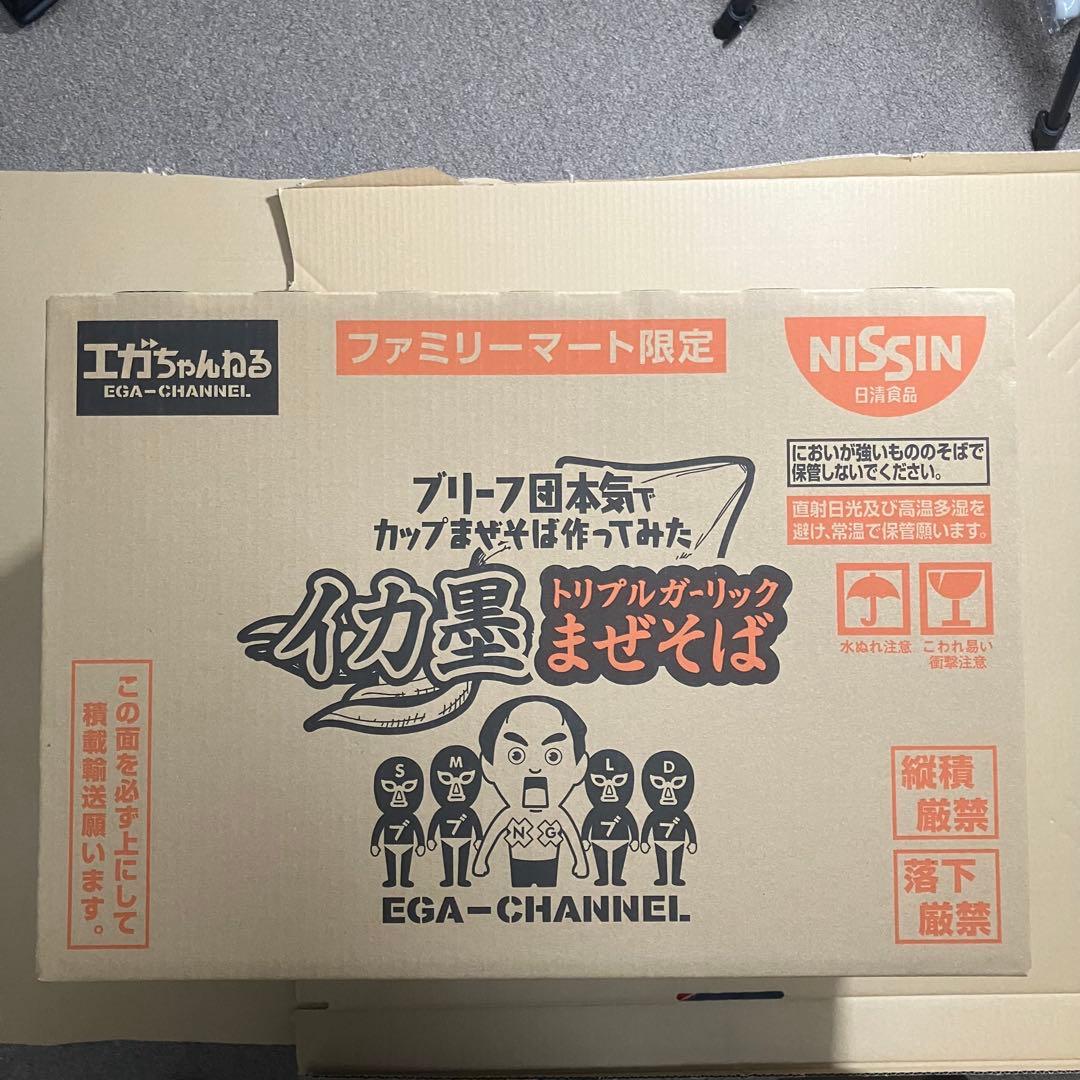 エガちゃんねる
EGA-CHANNEL
ファミリーマート限定
NISSIN
日清食品
においが強いもののそばで
保管しないでください。
直射日光及び高温多湿を
避け、常温で保管願います。
水ぬれ注意
こわれ易い
衝撃注意
ブリーフ団本気で
カップまぜそば作ってみた
イカ墨
トリプルガーリック
まぜそば
この面を必ず上にして
積載輸送願います。
S
M
L
D
ブ
ブ
NG
ブ
ブ
EGA-CHANNEL
縦積
厳禁
落下
厳禁